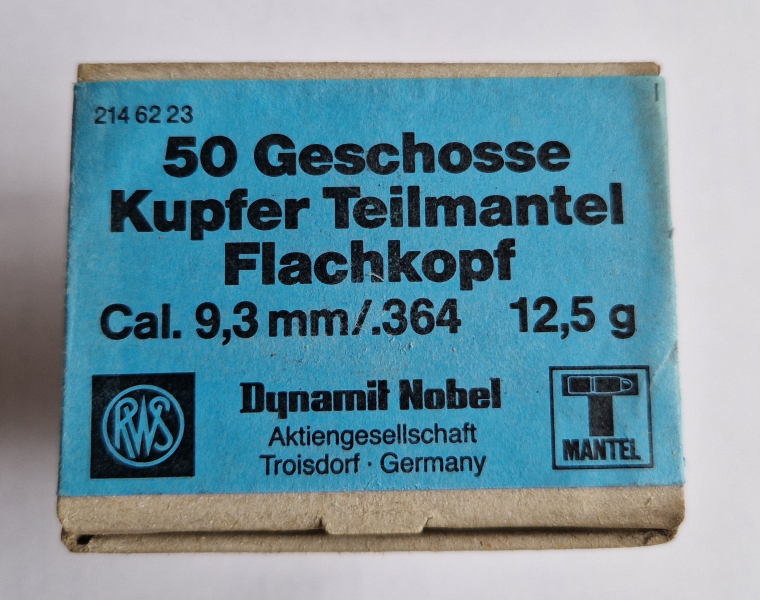 214 62 23
50 Geschosse
Kupfer Teilmantel
Flachkopf
Cal. 9,3 mm/.364 12,5 g
RWS
Dynamit Nobel
Aktiengesellschaft
Troisdorf · Germany
T
MANTEL